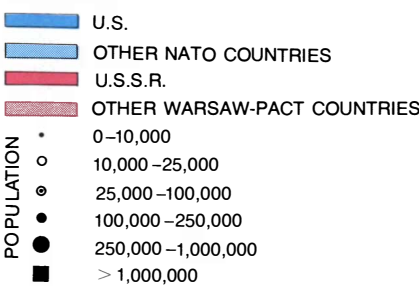 U.S.
OTHER NATO COUNTRIES
U.S.S.R.
OTHER WARSAW-PACT COUNTRIES
POPULATION
0–10,000
10,000–25,000
25,000–100,000
100,000–250,000
250,000–1,000,000
> 1,000,000